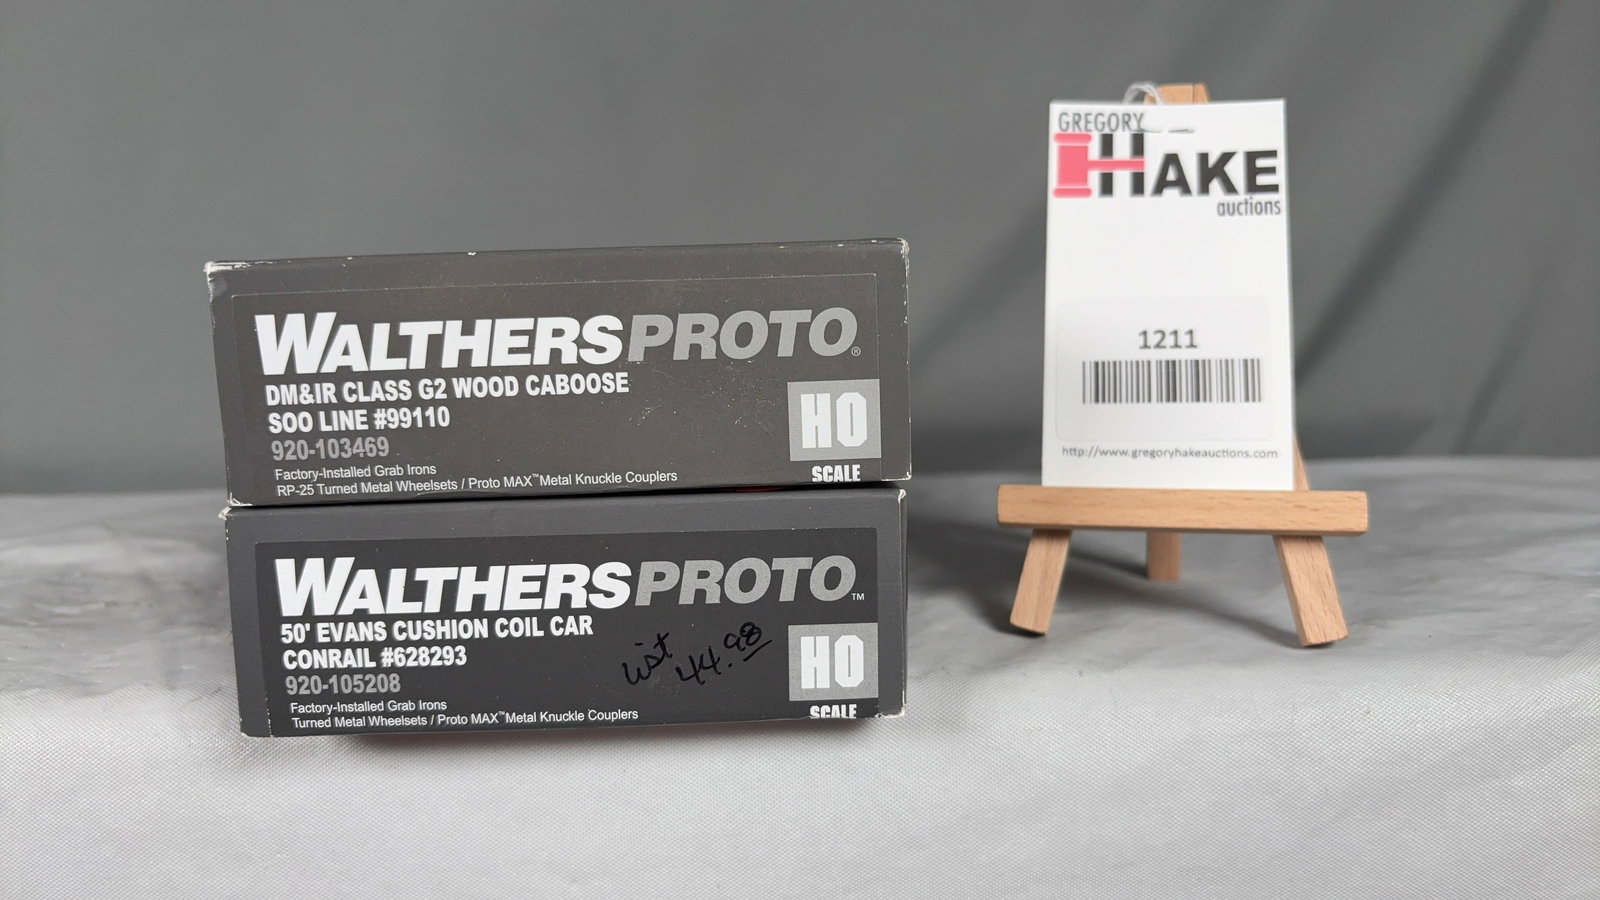 WALTHERSPROTO®
DM&IR CLASS G2 WOOD CABOOSE
SOO LINE #99110
920-103469
Factory-Installed Grab Irons
RP-25 Turned Metal Wheelsets / Proto MAX™ Metal Knuckle Couplers
HO
SCALE
WALTHERSPROTO™
50' EVANS CUSHION COIL CAR
CONRAIL #628293
920-105208
Factory-Installed Grab Irons
Turned Metal Wheelsets / Proto MAX™ Metal Knuckle Couplers
List
44.98
HO
SCALE
GREGORY
HAKE
auctions
1211
http://www.gregoryhakeauctions.com